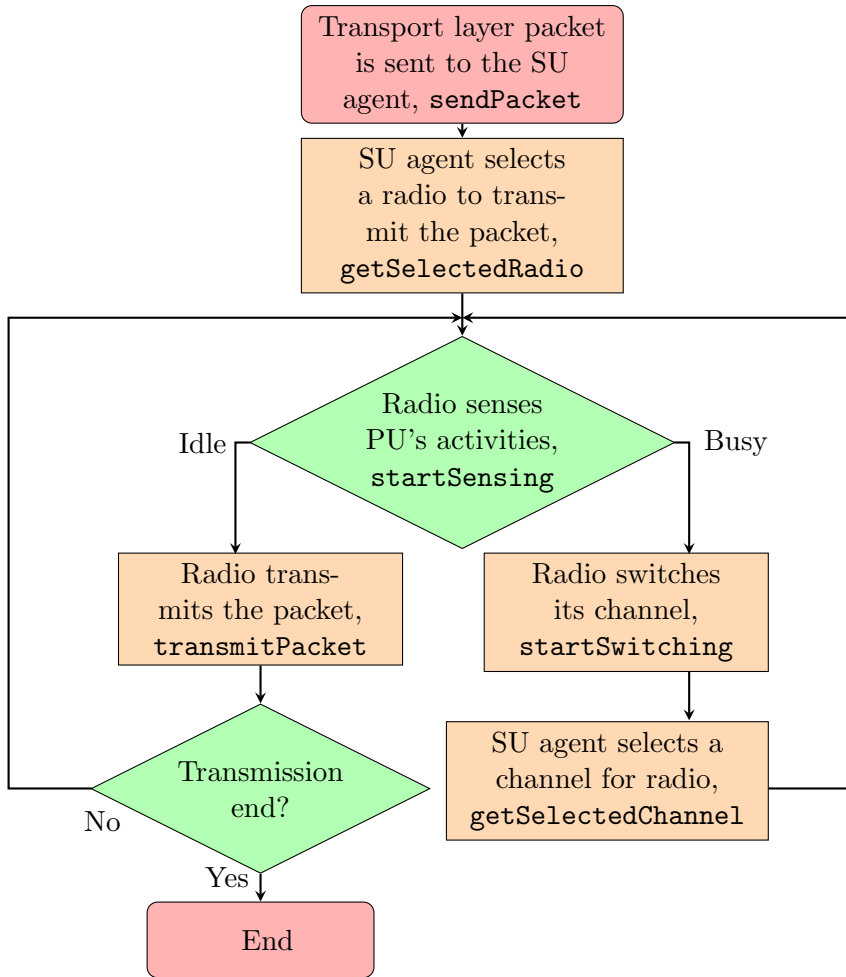 Transport layer packet
is sent to the SU
agent, sendPacket
SU agent selects
a radio to trans-
mit the packet,
getSelectedRadio
Radio senses
PU's activities,
startSensing
Idle
Busy
Radio trans-
mits the packet,
transmitPacket
Radio switches
its channel,
startSwitching
Transmission
end?
SU agent selects a
channel for radio,
getSelectedChannel
No
Yes
End